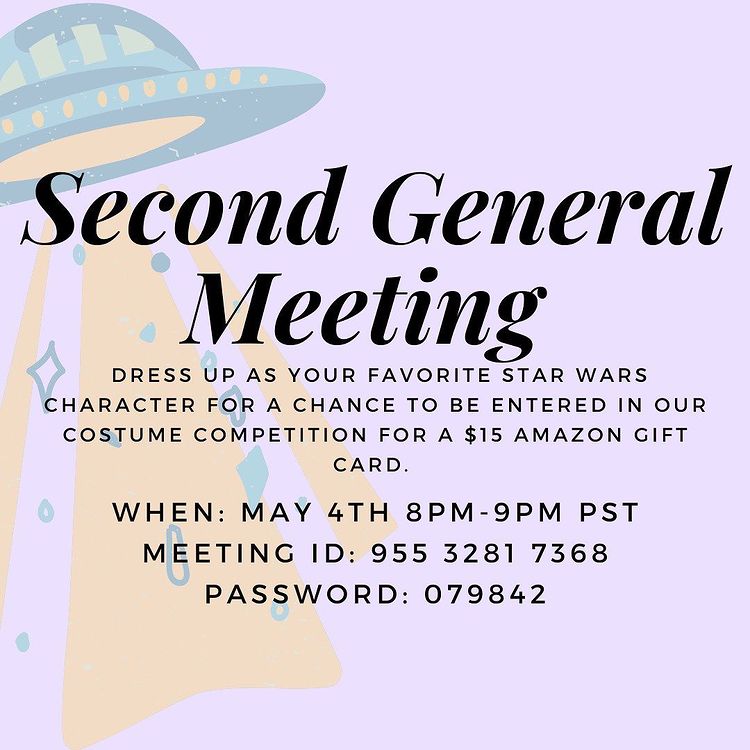 Second General
Meeting
DRESS UP AS YOUR FAVORITE STAR WARS
CHARACTER FOR A CHANCE TO BE ENTERED IN OUR
COSTUME COMPETITION FOR A $15 AMAZON GIFT
CARD.
WHEN: MAY 4TH 8PM-9PM PST
MEETING ID: 955 3281 7368
PASSWORD: 079842